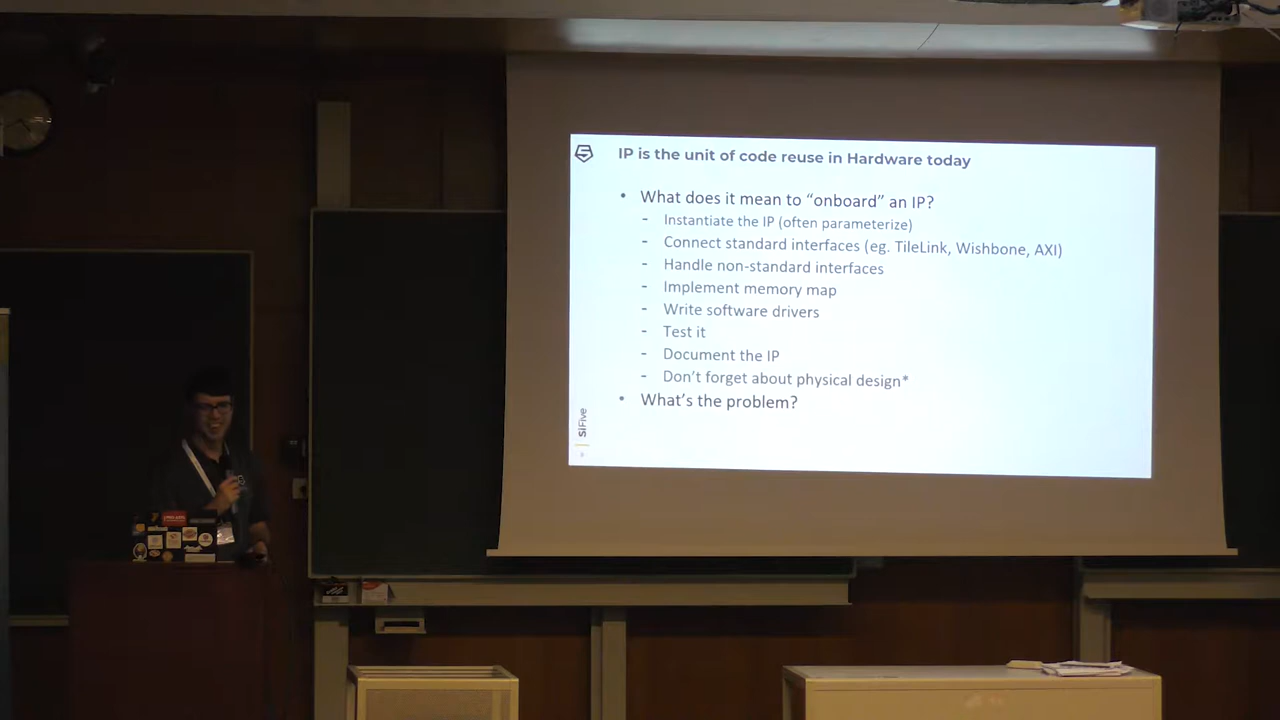 IP is the unit of code reuse in Hardware today
• What does it mean to “onboard” an IP?
- Instantiate the IP (often parameterize)
- Connect standard interfaces (eg. TileLink, Wishbone, AXI)
- Handle non-standard interfaces
- Implement memory map
- Write software drivers
- Test it
- Document the IP
- Don’t forget about physical design*
• What’s the problem?
SiFive